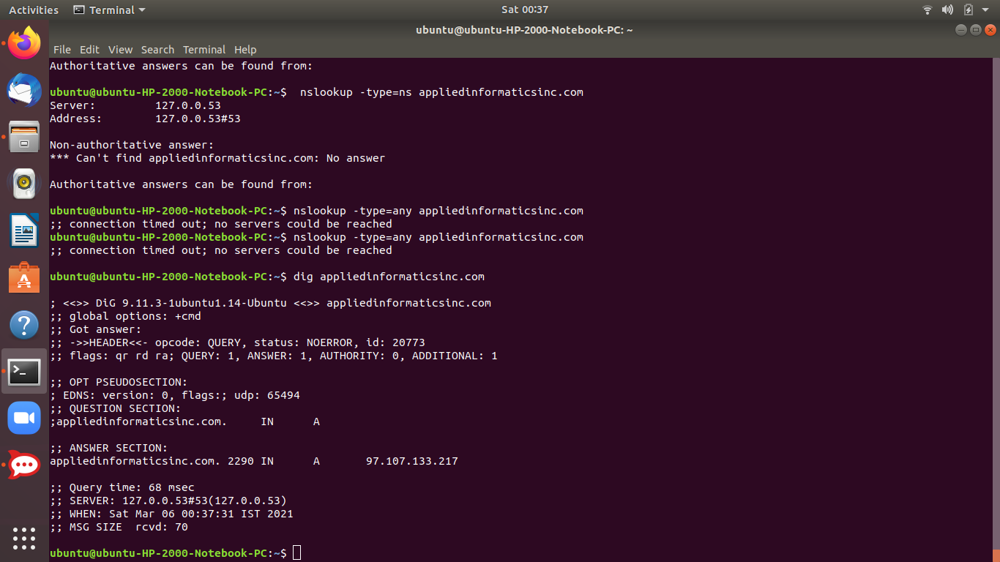 Activities Terminal Sat 00:37
ubuntu@ubuntu-HP-2000-Notebook-PC: ~
File Edit View Search Terminal Help
Authoritative answers can be found from:
ubuntu@ubuntu-HP-2000-Notebook-PC:~$  nslookup -type=ns appliedinformaticsinc.com
Server:         127.0.0.53
Address:        127.0.0.53#53
Non-authoritative answer:
*** Can't find appliedinformaticsinc.com: No answer
Authoritative answers can be found from:
ubuntu@ubuntu-HP-2000-Notebook-PC:~$ nslookup -type=any appliedinformaticsinc.com
;; connection timed out; no servers could be reached
ubuntu@ubuntu-HP-2000-Notebook-PC:~$ nslookup -type=any appliedinformaticsinc.com
;; connection timed out; no servers could be reached
ubuntu@ubuntu-HP-2000-Notebook-PC:~$ dig appliedinformaticsinc.com
; <<>> DiG 9.11.3-1ubuntu1.14-Ubuntu <<>> appliedinformaticsinc.com
;; global options: +cmd
;; Got answer:
;; ->>HEADER<<- opcode: QUERY, status: NOERROR, id: 20773
;; flags: qr rd ra; QUERY: 1, ANSWER: 1, AUTHORITY: 0, ADDITIONAL: 1
;; OPT PSEUDOSECTION:
; EDNS: version: 0, flags:; udp: 65494
;; QUESTION SECTION:
;appliedinformaticsinc.com.     IN      A
;; ANSWER SECTION:
appliedinformaticsinc.com. 2290 IN      A       97.107.133.217
;; Query time: 68 msec
;; SERVER: 127.0.0.53#53(127.0.0.53)
;; WHEN: Sat Mar 06 00:37:31 IST 2021
;; MSG SIZE  rcvd: 70
ubuntu@ubuntu-HP-2000-Notebook-PC:~$